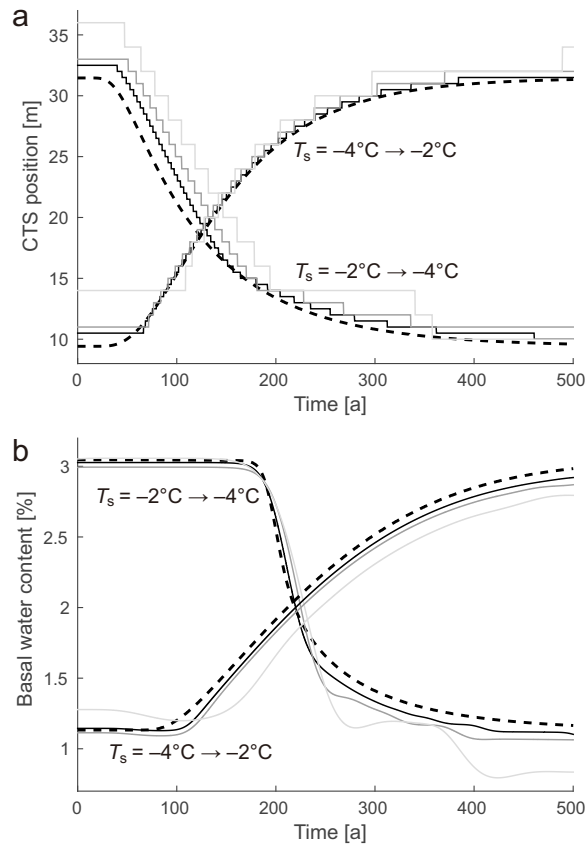 a
35
30
25
20
15
10
CTS position [m]
Tₛ = –4°C → –2°C
Tₛ = –2°C → –4°C
0 100 200 300 400 500
Time [a]
b
3
2.5
2
1.5
1
Basal water content [%]
Tₛ = –2°C → –4°C
Tₛ = –4°C → –2°C
0 100 200 300 400 500
Time [a]